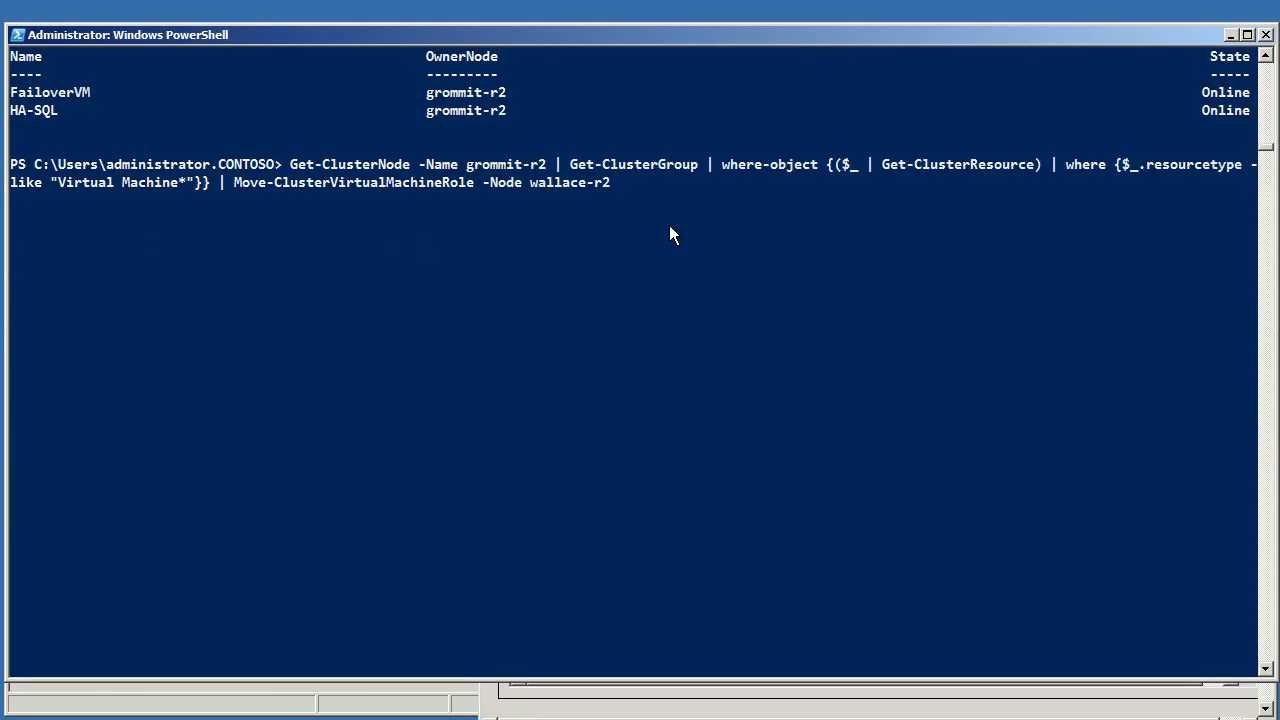 Administrator: Windows PowerShell
Name OwnerNode State
---- --------- -----
FailoverVM grommit-r2 Online
HA-SQL grommit-r2 Online
PS C:\Users\administrator.CONTOSO> Get-ClusterNode -Name grommit-r2 | Get-ClusterGroup | where-object {($_ | Get-ClusterResource) | where {$_.resourcetype -
like "Virtual Machine*"}} | Move-ClusterVirtualMachineRole -Node wallace-r2